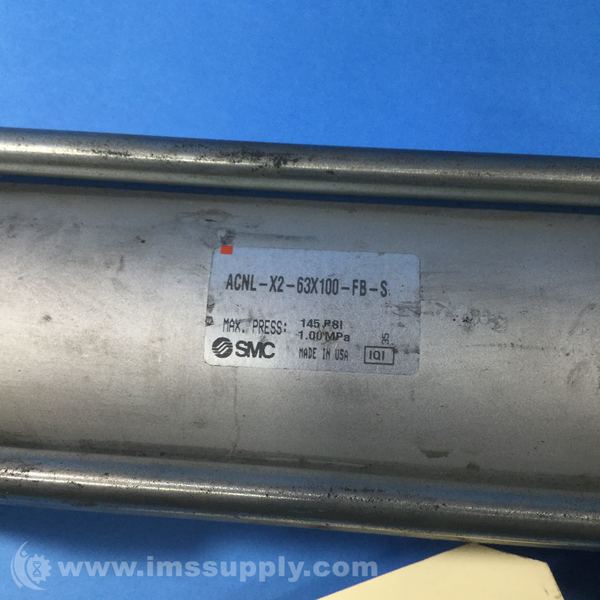 ACNL-X2-63X100-FB-S
MAX. PRESS: 145 PSI
1.00 MPa
35
SMC MADE IN USA IQI
www.imssupply.com